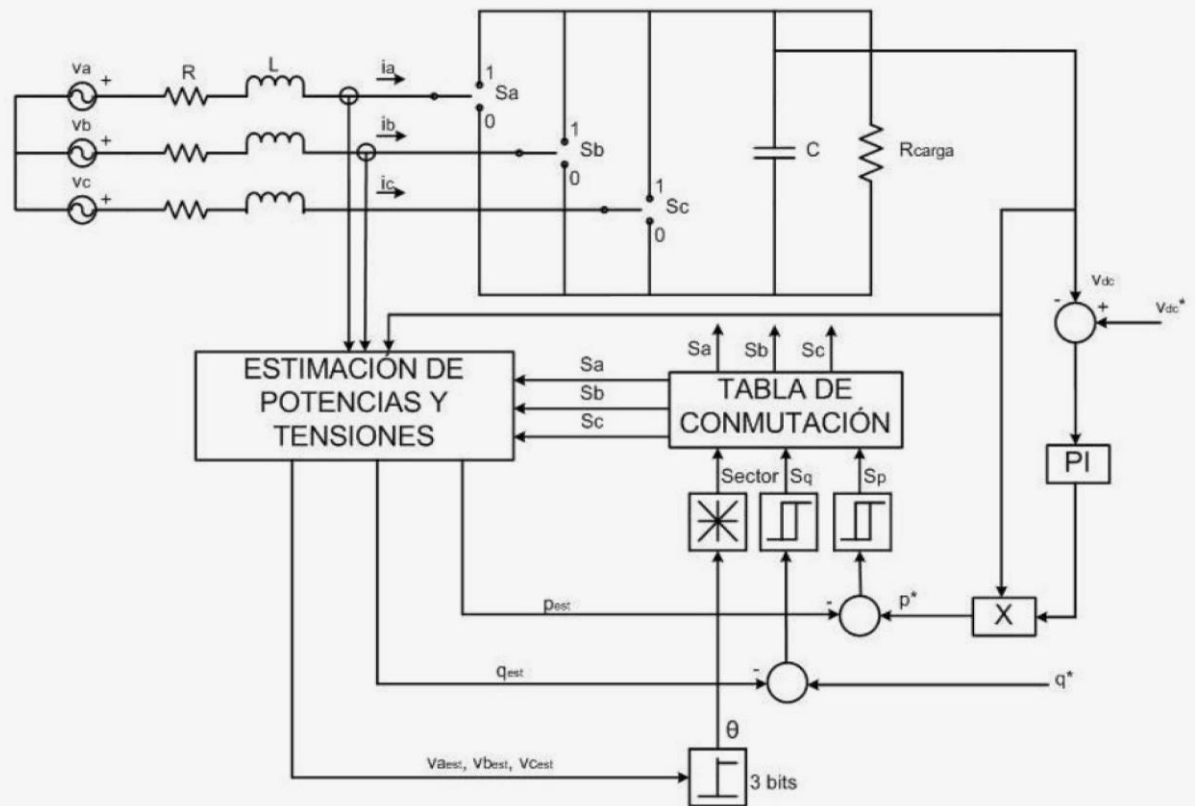 va
+
R
L
ia
1
Sa
0
vb
+
ib
1
Sb
0
vc
+
ic
1
Sc
0
C
Rcarga
vdc
-
+
vdc*
Sa
Sb
Sc
ESTIMACIÓN DE
POTENCIAS Y
TENSIONES
Sa
Sb
Sc
TABLA DE
CONMUTACIÓN
PI
Sector
Sq
Sp
pest
-
p*
X
qest
-
q*
θ
vaest, vbest, vcest
3 bits